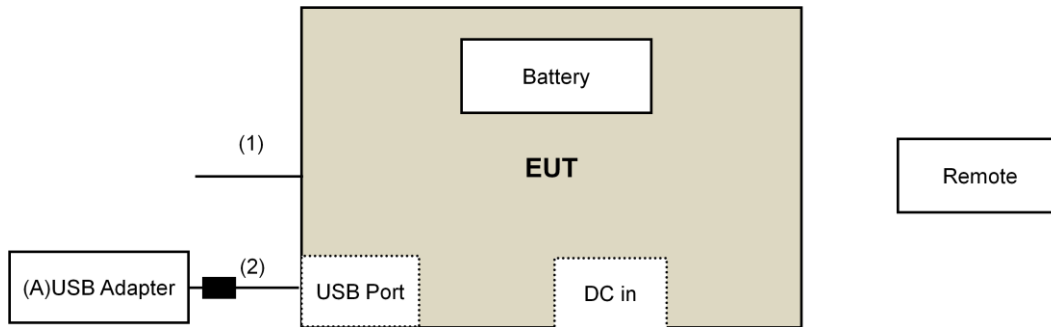 Battery
(1)
EUT
Remote
(2)
(A)USB Adapter
USB Port
DC in